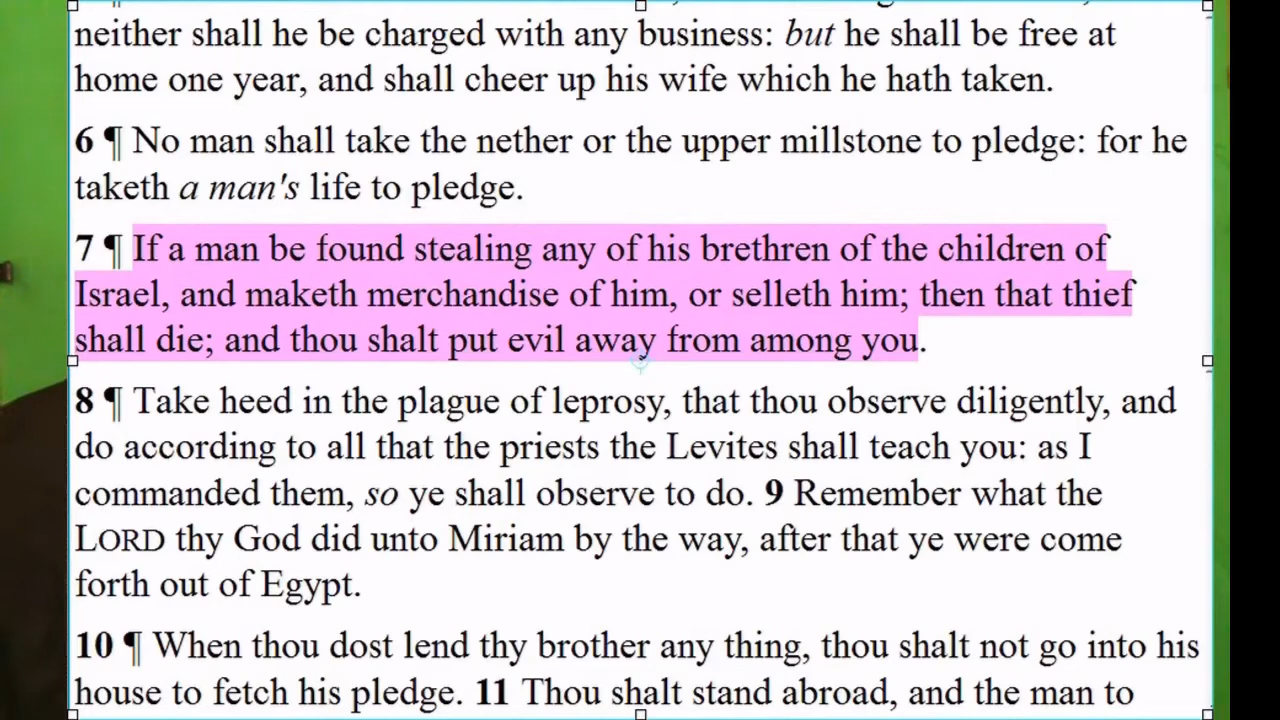 neither shall he be charged with any business: but he shall be free at
home one year, and shall cheer up his wife which he hath taken.
6 ¶ No man shall take the nether or the upper millstone to pledge: for he
taketh a man's life to pledge.
7 ¶ If a man be found stealing any of his brethren of the children of
Israel, and maketh merchandise of him, or selleth him; then that thief
shall die; and thou shalt put evil away from among you.
8 ¶ Take heed in the plague of leprosy, that thou observe diligently, and
do according to all that the priests the Levites shall teach you: as I
commanded them, so ye shall observe to do. 9 Remember what the
LORD thy God did unto Miriam by the way, after that ye were come
forth out of Egypt.
10 ¶ When thou dost lend thy brother any thing, thou shalt not go into his
house to fetch his pledge. 11 Thou shalt stand abroad, and the man to